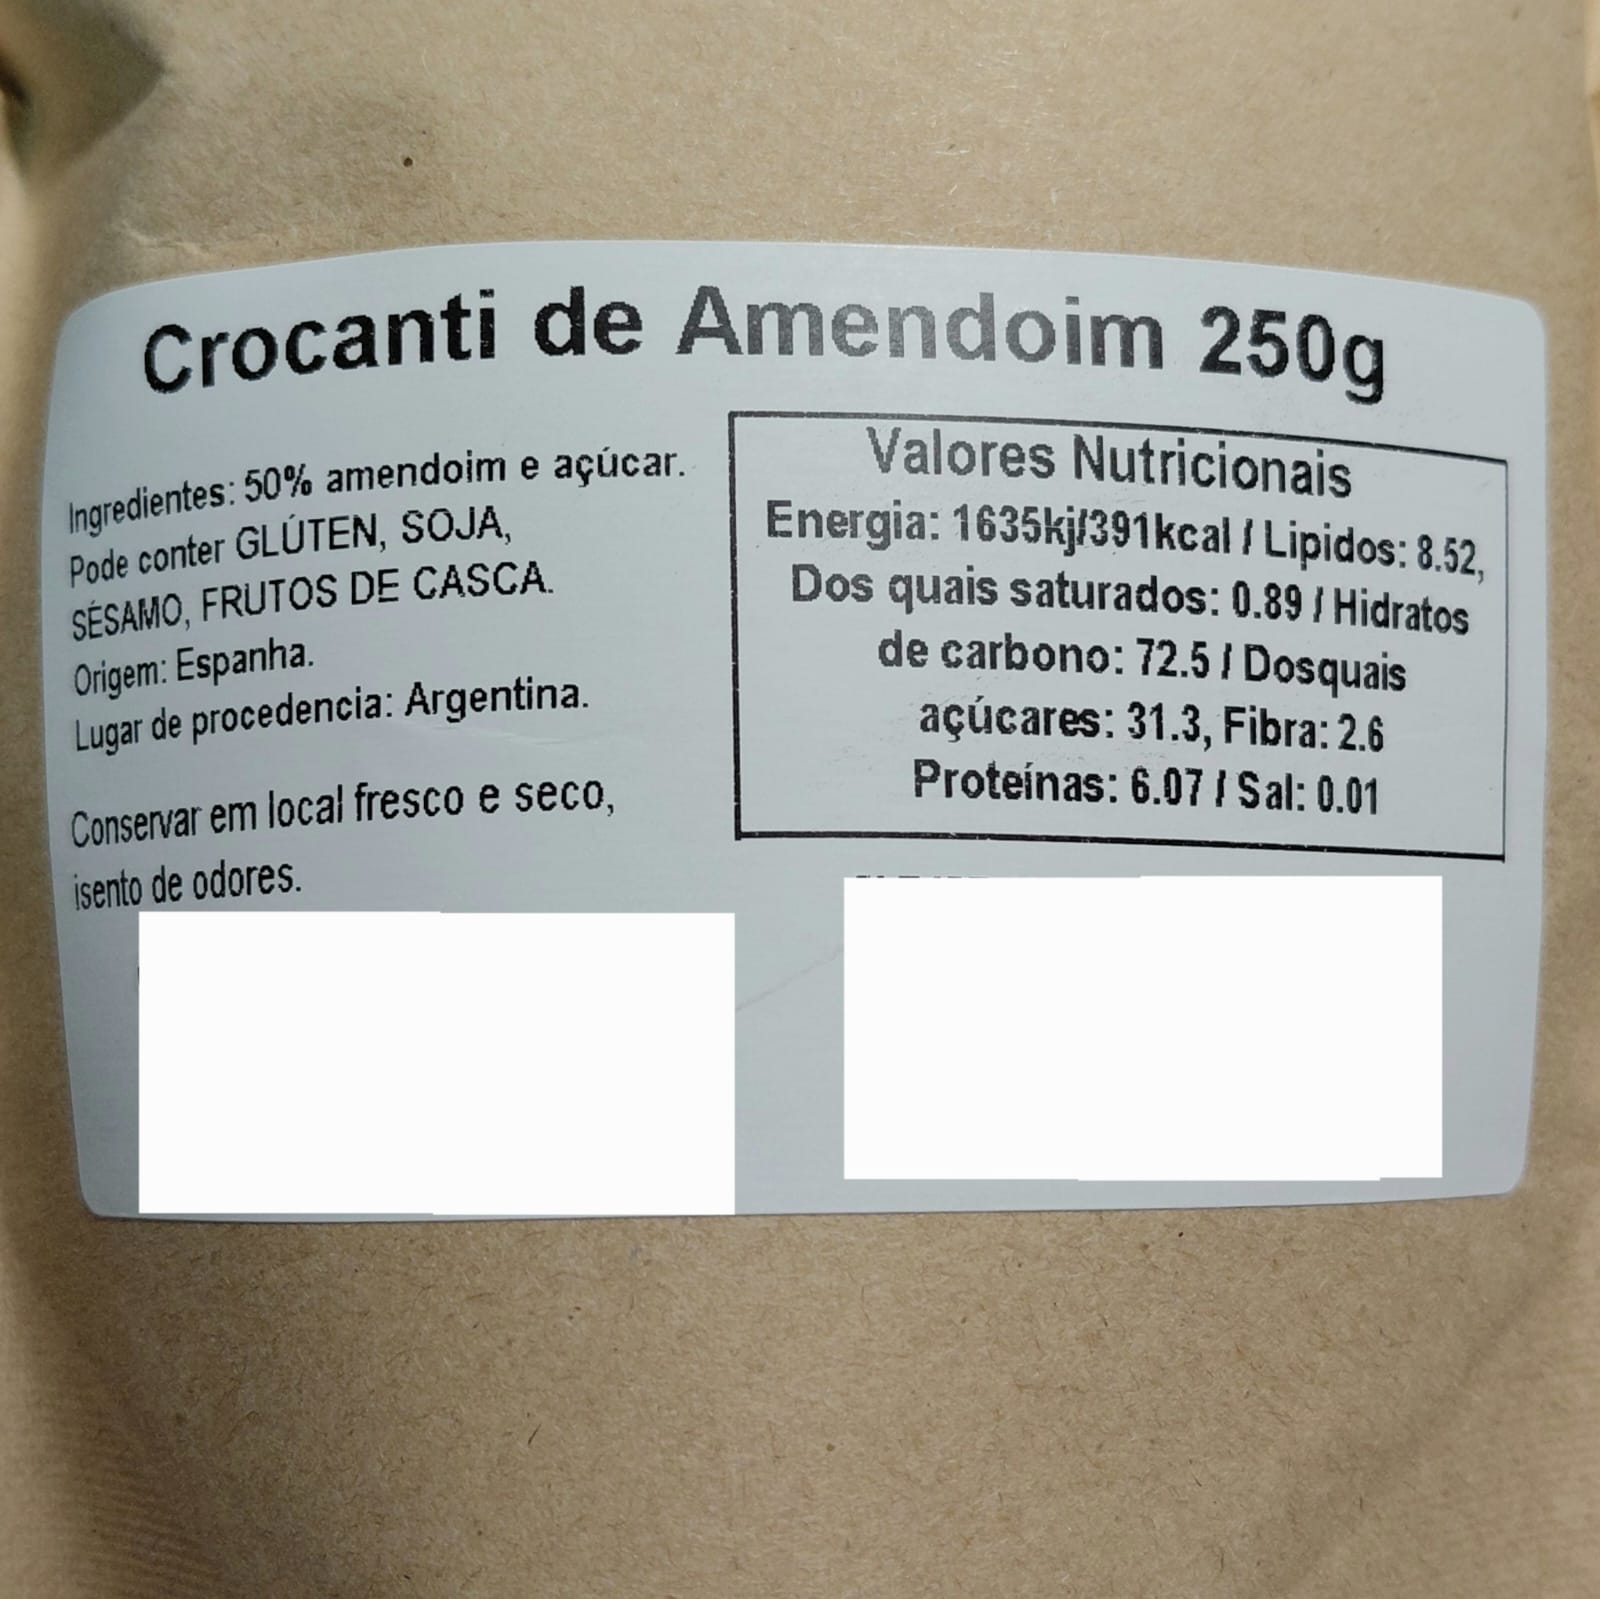 Crocanti de Amendoim 250g
Ingredientes: 50% amendoim e açúcar.
Pode conter GLÚTEN, SOJA,
SÉSAMO, FRUTOS DE CASCA.
Origem: Espanha.
Lugar de procedencia: Argentina.
Conservar em local fresco e seco,
isento de odores.
Valores Nutricionais
Energia: 1635kj/391kcal / Lipidos: 8.52,
Dos quais saturados: 0.89 / Hidratos
de carbono: 72.5 / Dosquais
açúcares: 31.3, Fibra: 2.6
Proteínas: 6.07 / Sal: 0.01